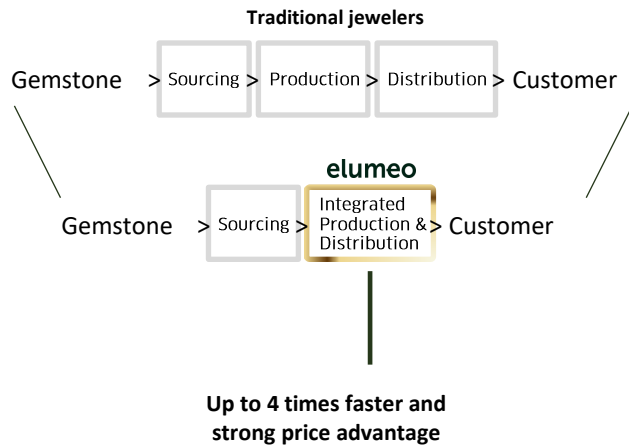 Traditional jewelers
Gemstone > Sourcing > Production > Distribution > Customer
elumeo
Gemstone > Sourcing > Integrated Production & Distribution > Customer
Up to 4 times faster and
strong price advantage